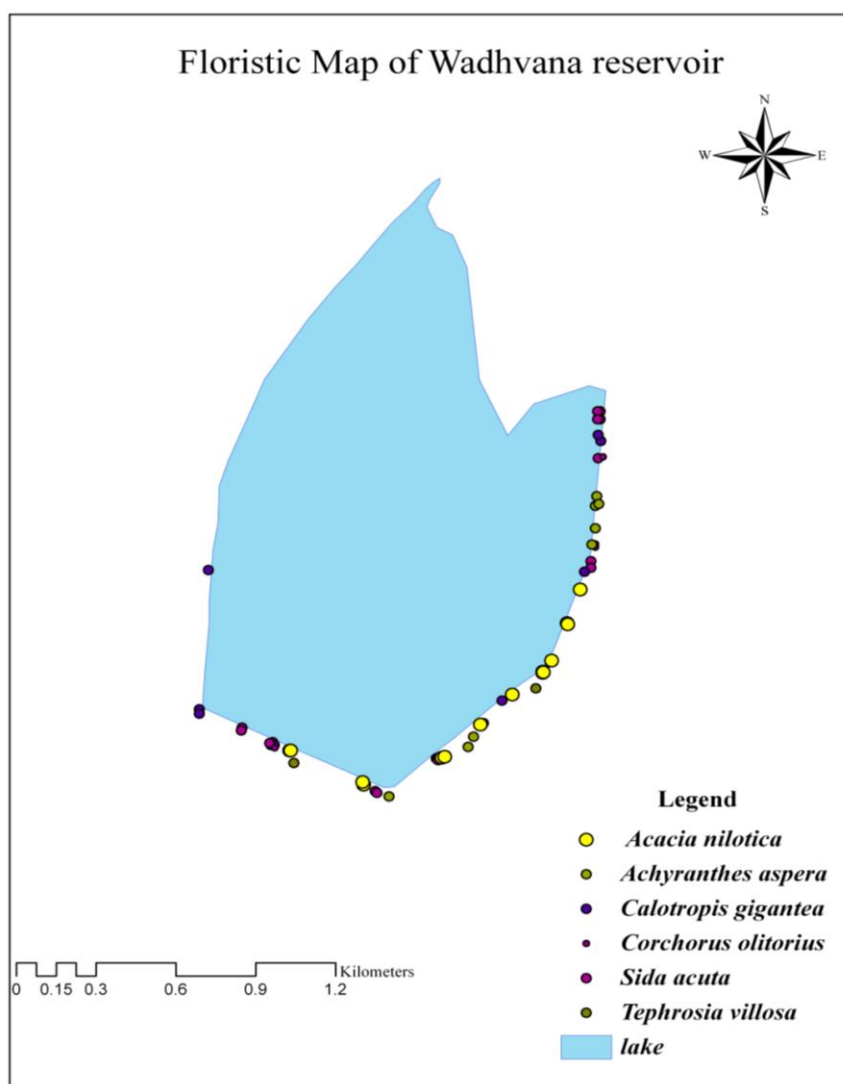 Floristic Map of Wadhvana reservoir
N
W E
S
Legend
Acacia nilotica
Achyranthes aspera
Calotropis gigantea
Corchorus olitorius
Sida acuta
Tephrosia villosa
lake
Kilometers
0 0.15 0.3 0.6 0.9 1.2